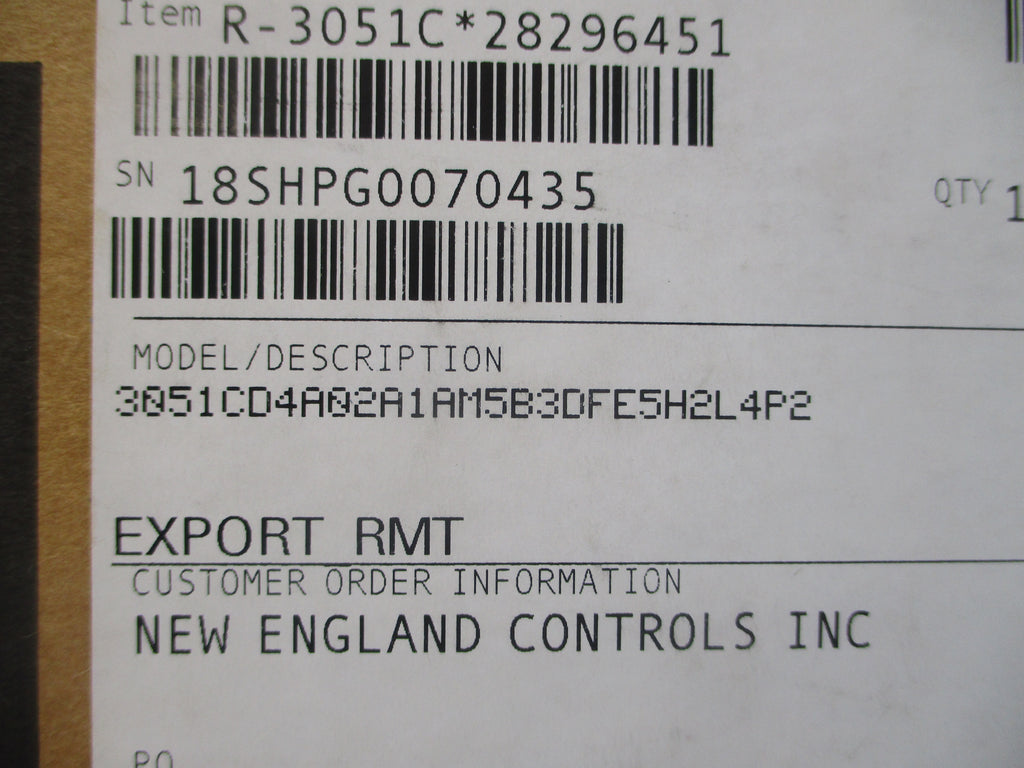 Item R-3051C*28296451
SN 18SHPG0070435
QTY 1
MODEL/DESCRIPTION
3051CD4A02A1AM5B3DFE5H2L4P2
EXPORT RMT
CUSTOMER ORDER INFORMATION
NEW ENGLAND CONTROLS INC
PO